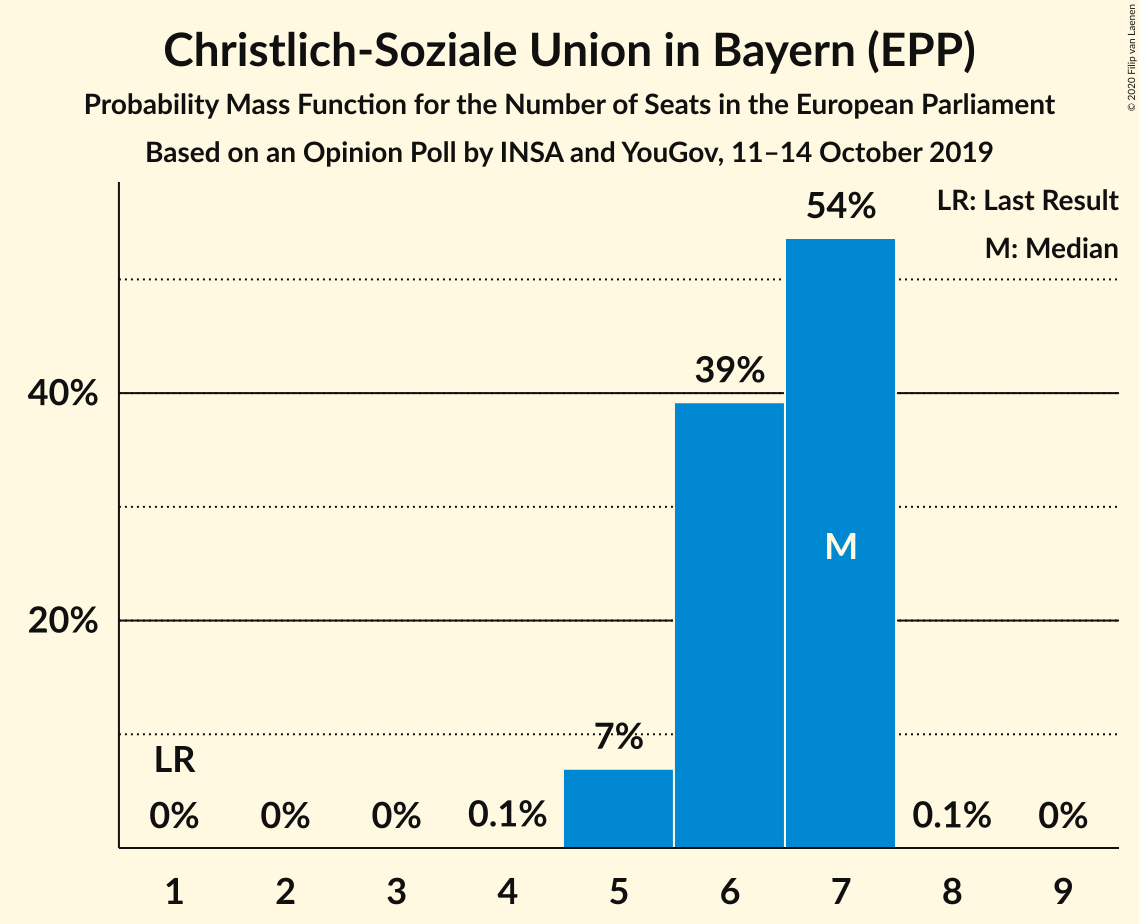 Christlich-Soziale Union in Bayern (EPP)
Probability Mass Function for the Number of Seats in the European Parliament
Based on an Opinion Poll by INSA and YouGov, 11–14 October 2019
© 2020 Filip van Laenen
LR: Last Result
M: Median
54%
39%
40%
M
20%
7%
LR
0% 0% 0% 0.1% 0.1% 0%
1 2 3 4 5 6 7 8 9